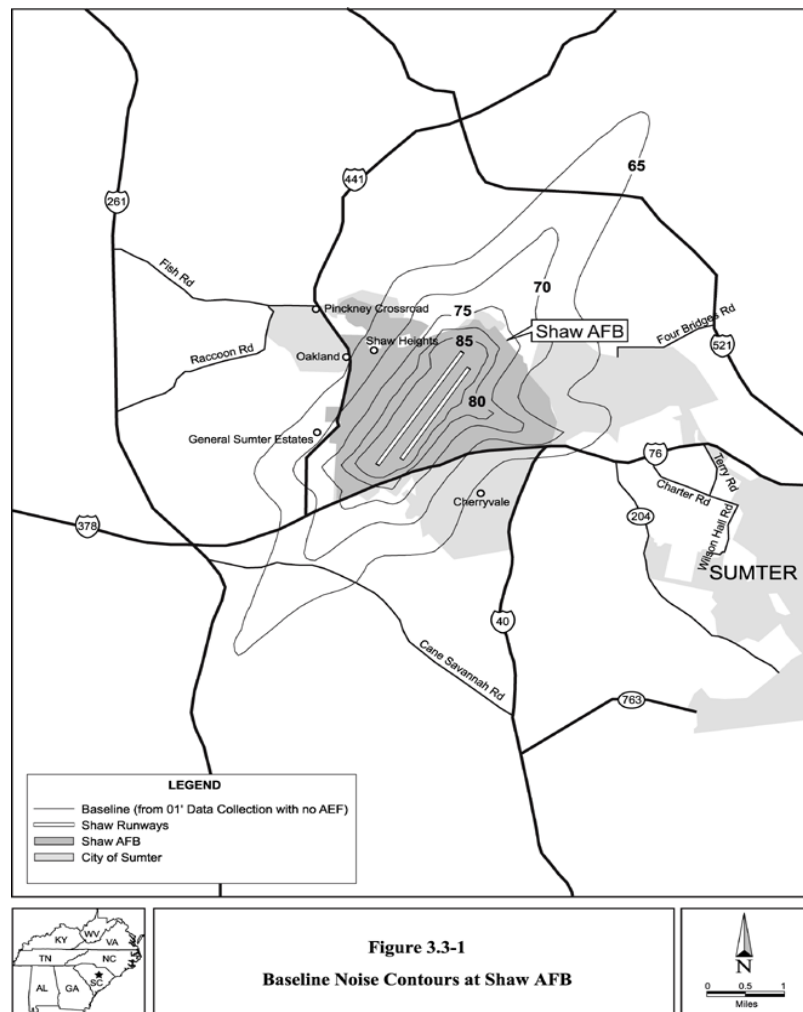 65
441
261
Fish Rd
70
Pinckney Crossroad
75
Shaw AFB
Four Bridges Rd
85
Shaw Heights
521
Raccoon Rd
Oakland
80
General Sumter Estates
76
Terry Rd
Charter Rd
Cherryvale
204
Wilson Hall Rd
378
SUMTER
40
Cane Savannah Rd
763
LEGEND
Baseline (from 01' Data Collection with no AEF)
Shaw Runways
Shaw AFB
City of Sumter
KY
WV
VA
TN
NC
SC
AL
GA
Figure 3.3-1
Baseline Noise Contours at Shaw AFB
N
0 0.5 1
Miles